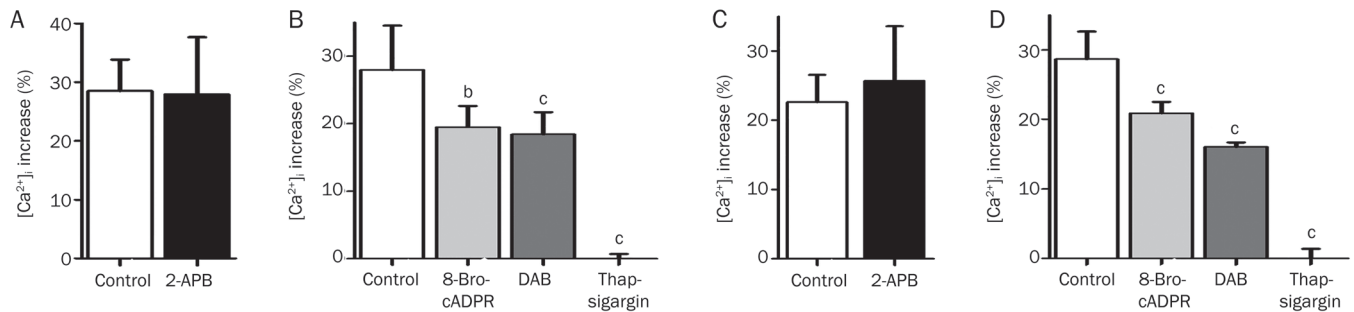 A
[Ca²⁺]ᵢ increase (%)
40
30
20
10
0
Control
2-APB
B
[Ca²⁺]ᵢ increase (%)
30
20
10
0
b
c
c
Control
8-Bro-
cADPR
DAB
Thap-
sigargin
C
[Ca²⁺]ᵢ increase (%)
30
20
10
0
Control
2-APB
D
[Ca²⁺]ᵢ increase (%)
30
20
10
0
c
c
c
Control
8-Bro-
cADPR
DAB
Thap-
sigargin